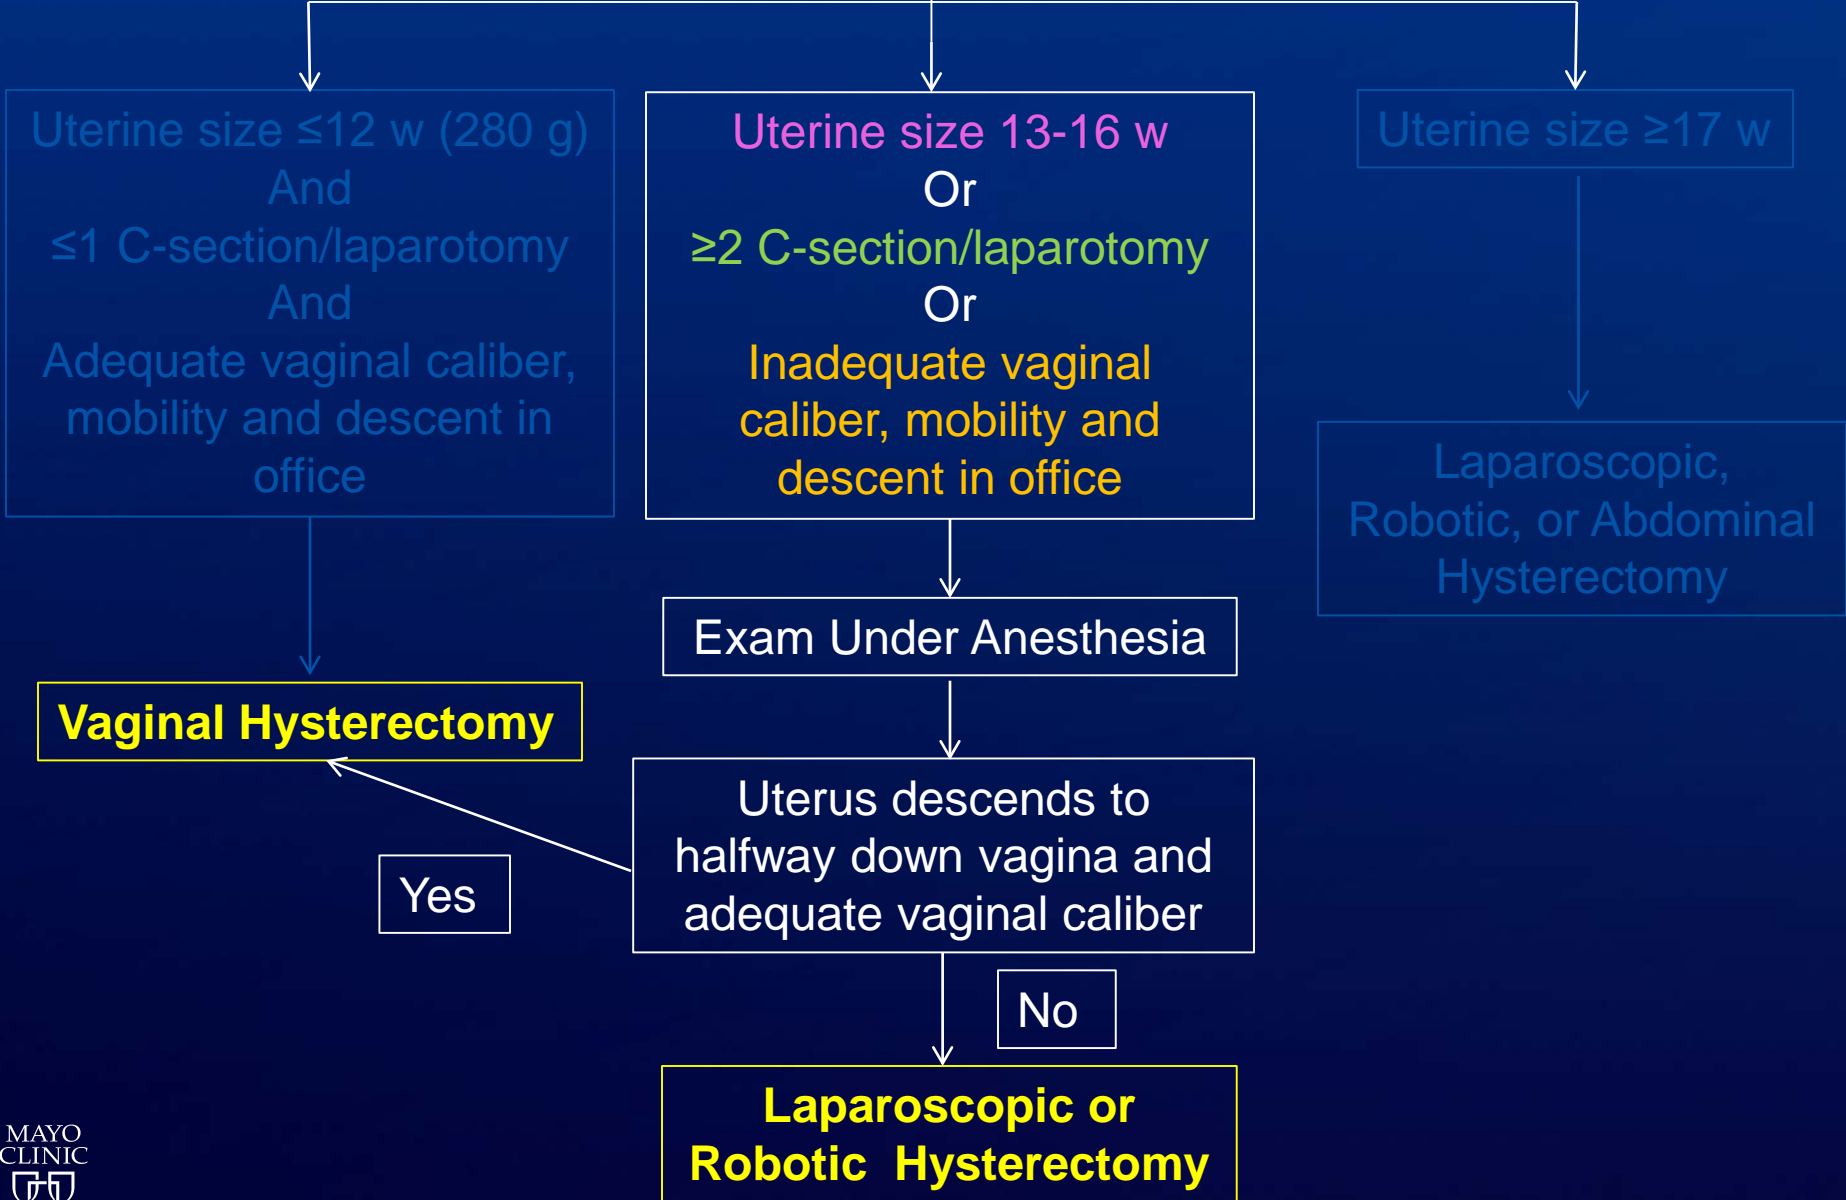 Uterine size ≤12 w (280 g)
And
≤1 C-section/laparotomy
And
Adequate vaginal caliber,
mobility and descent in
office
Uterine size 13-16 w
Or
≥2 C-section/laparotomy
Or
Inadequate vaginal
caliber, mobility and
descent in office
Uterine size ≥17 w
Laparoscopic,
Robotic, or Abdominal
Hysterectomy
Exam Under Anesthesia
Vaginal Hysterectomy
Uterus descends to
halfway down vagina and
adequate vaginal caliber
Yes
No
Laparoscopic or
Robotic  Hysterectomy
MAYO
CLINIC